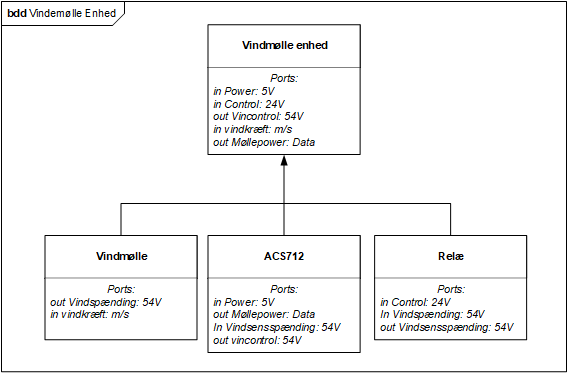 bdd Vindemølle Enhed
Vindmølle enhed
Ports:
in Power: 5V
in Control: 24V
out Vincontrol: 54V
in vindkræft: m/s
out Møllepower: Data
Vindmølle
Ports:
out Vindspænding: 54V
in vindkræft: m/s
ACS712
Ports:
in Power: 5V
out Møllepower: Data
In Vindsensspænding: 54V
out vincontrol: 54V
Relæ
Ports:
in Control: 24V
In Vindspænding: 54V
out Vindsensspænding: 54V